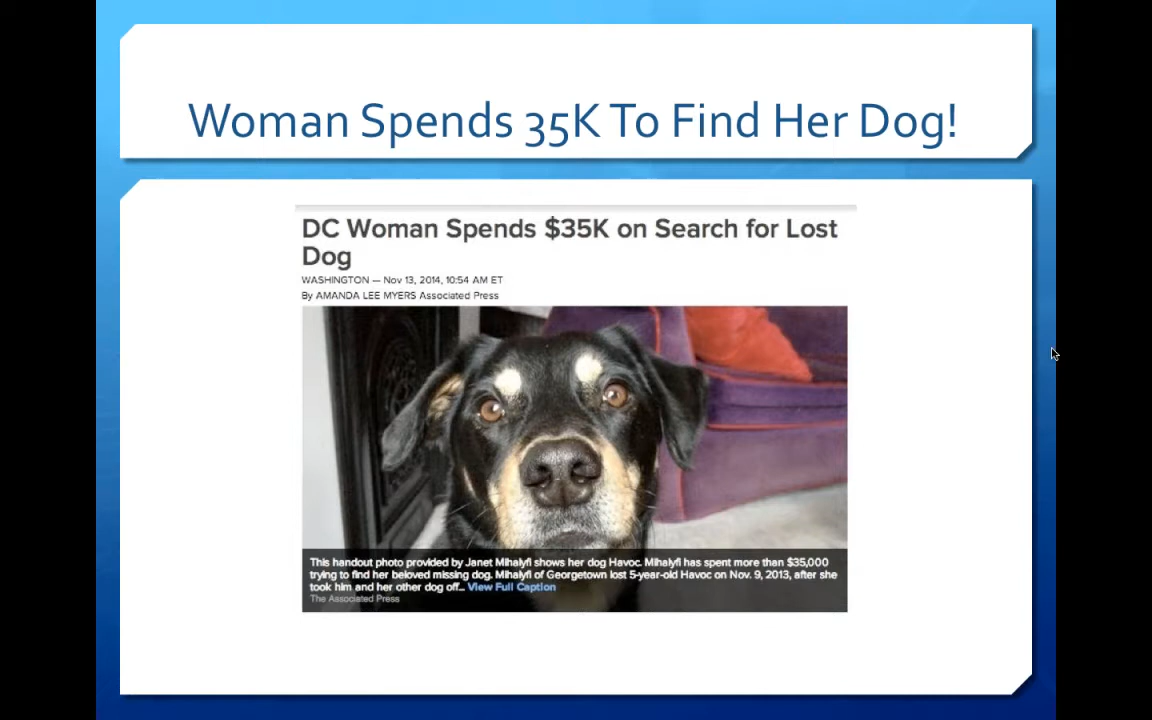 Woman Spends 35K To Find Her Dog!
DC Woman Spends $35K on Search for Lost
Dog
WASHINGTON — Nov 13, 2014, 10:54 AM ET
By AMANDA LEE MYERS Associated Press
This handout photo provided by Janet Mihalyfi shows her dog Havoc. Mihalyfi has spent more than $35,000
trying to find her beloved missing dog. Mihalyfi of Georgetown lost 5-year-old Havoc on Nov. 9, 2013, after she
took him and her other dog off... View Full Caption
The Associated Press